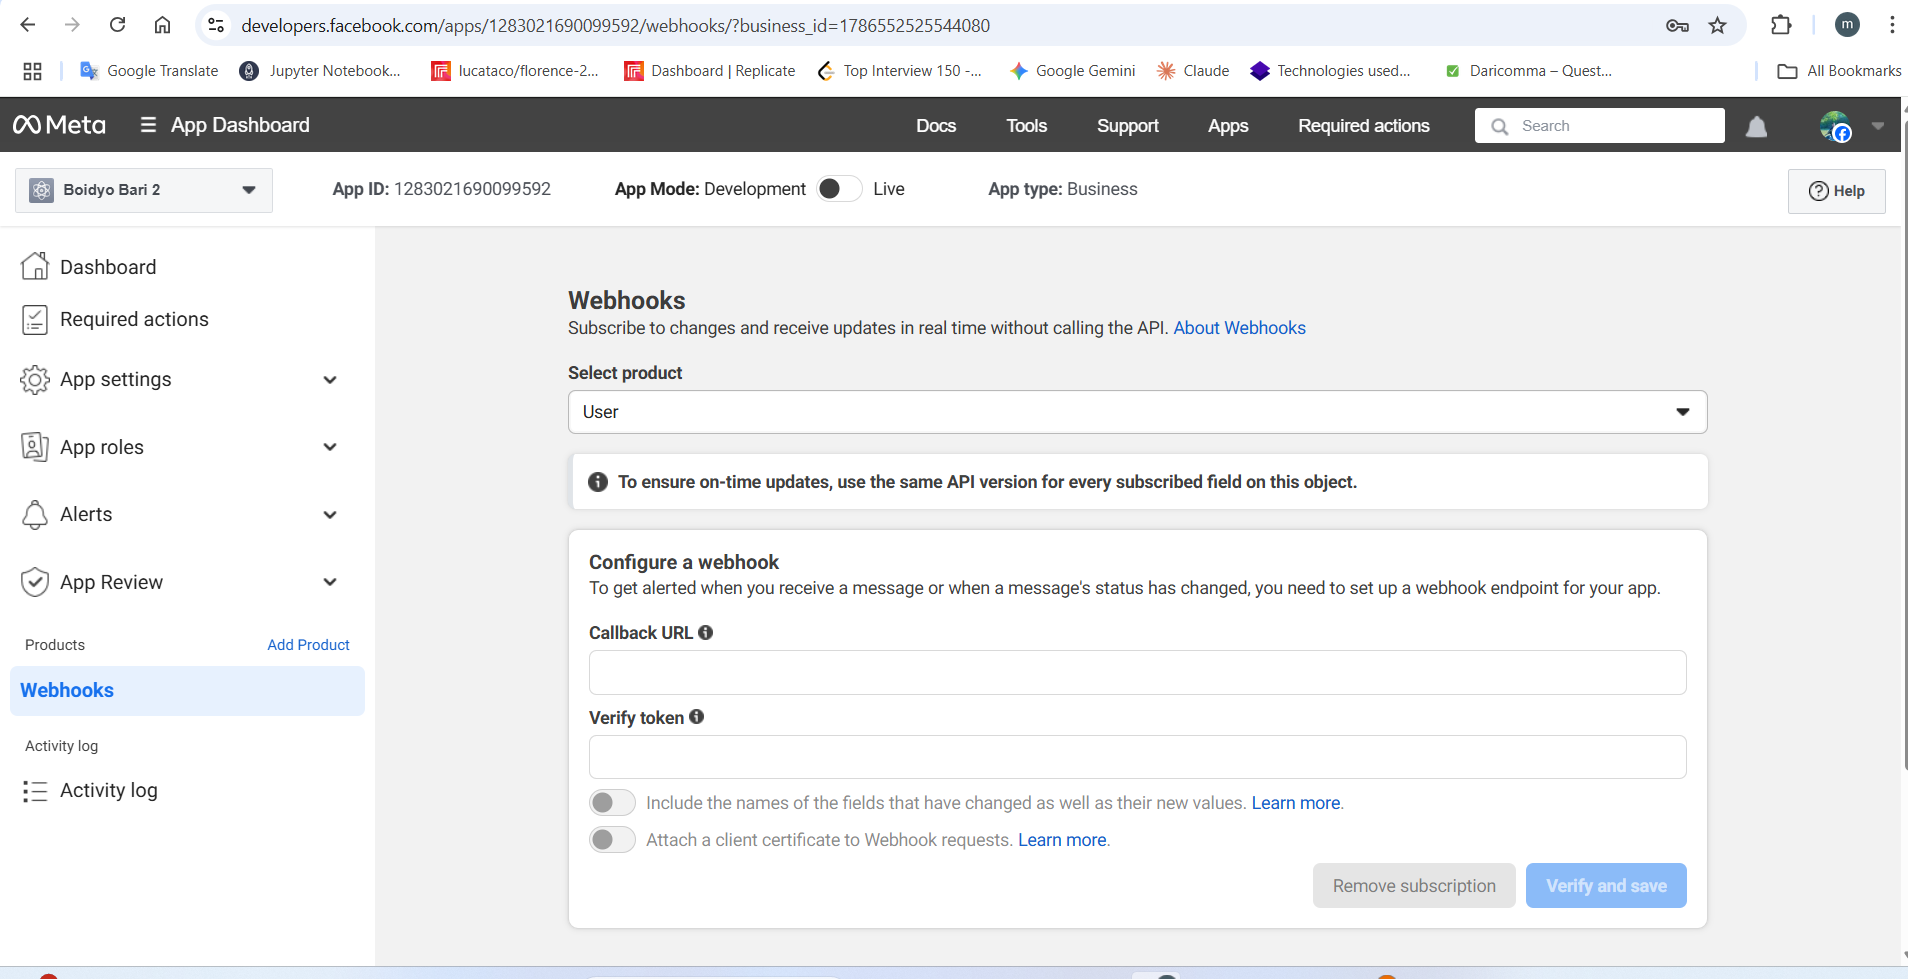 developers.facebook.com/apps/1283021690099592/webhooks/?business_id=1786552525544080
m
Google Translate
Jupyter Notebook...
lucataco/florence-2...
Dashboard | Replicate
Top Interview 150 -...
Google Gemini
Claude
Technologies used...
Daricomma – Quest...
All Bookmarks
Meta
App Dashboard
Docs
Tools
Support
Apps
Required actions
Search
Boidyo Bari 2
App ID: 1283021690099592
App Mode: Development
Live
App type: Business
Help
Dashboard
Required actions
App settings
App roles
Alerts
App Review
Products
Add Product
Webhooks
Activity log
Activity log
Webhooks
Subscribe to changes and receive updates in real time without calling the API. About Webhooks
Select product
User
To ensure on-time updates, use the same API version for every subscribed field on this object.
Configure a webhook
To get alerted when you receive a message or when a message's status has changed, you need to set up a webhook endpoint for your app.
Callback URL
Verify token
Include the names of the fields that have changed as well as their new values. Learn more.
Attach a client certificate to Webhook requests. Learn more.
Remove subscription
Verify and save